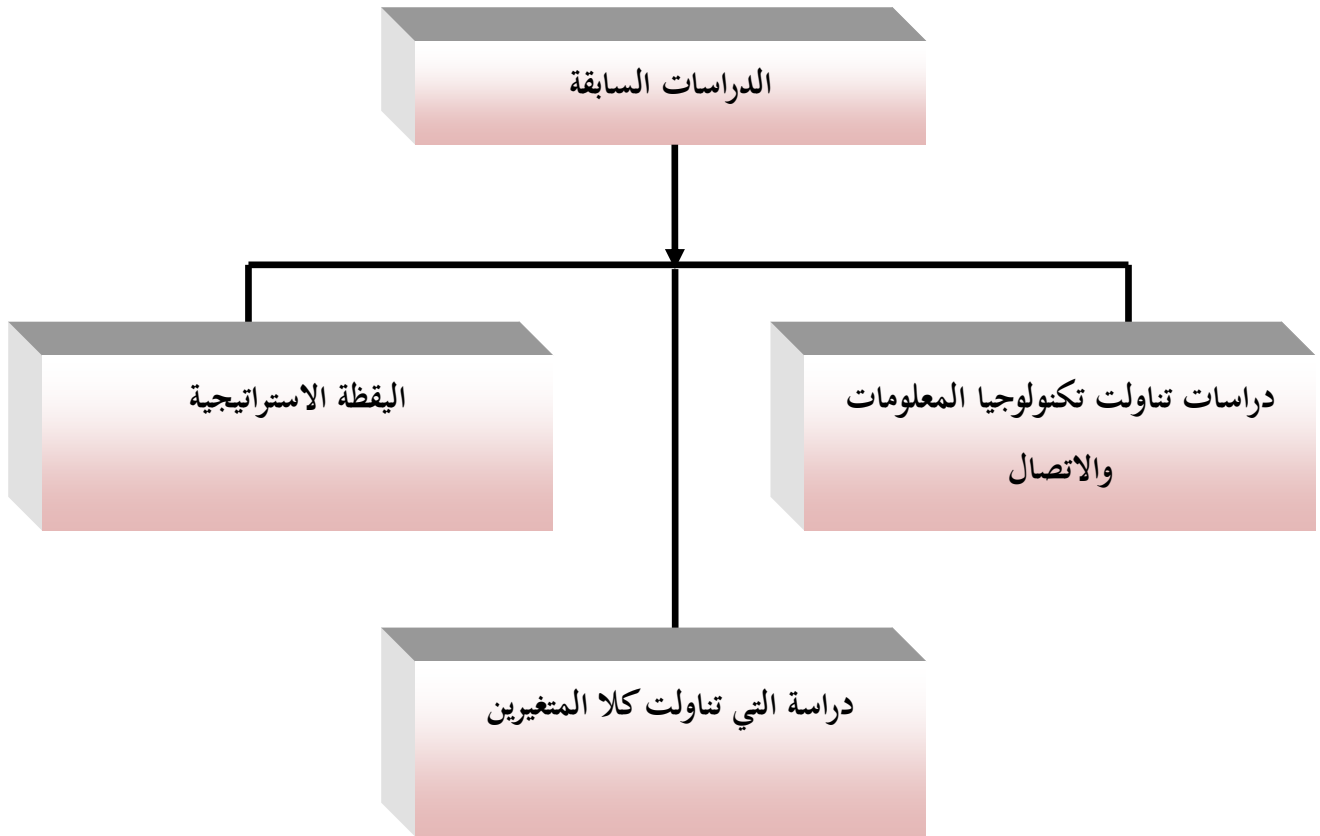 الدراسات السابقة
دراسات تناولت تكنولوجيا المعلومات
والاتصال
اليقظة الاستراتيجية
دراسة التي تناولت كلا المتغيرين